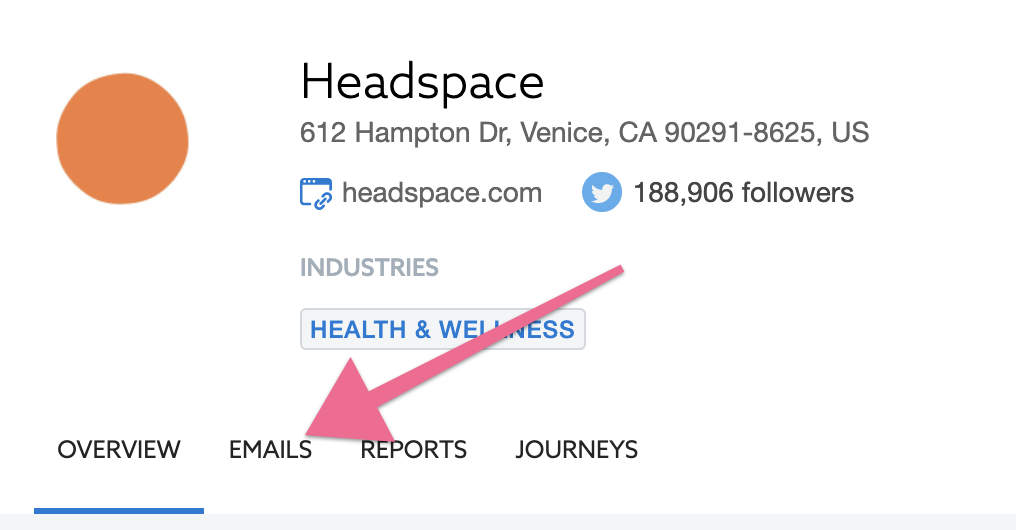 Headspace
612 Hampton Dr, Venice, CA 90291-8625, US
headspace.com 188,906 followers
INDUSTRIES
HEALTH & WELLNESS
OVERVIEW EMAILS REPORTS JOURNEYS